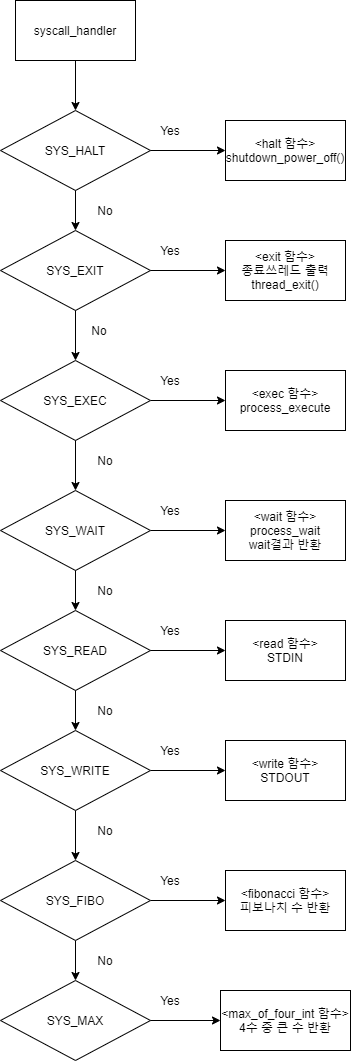 syscall_handler
SYS_HALT
Yes
<halt 함수>
shutdown_power_off()
No
SYS_EXIT
Yes
<exit 함수>
종료쓰레드 출력
thread_exit()
No
SYS_EXEC
Yes
<exec 함수>
process_execute
No
SYS_WAIT
Yes
<wait 함수>
process_wait
wait결과 반환
No
SYS_READ
Yes
<read 함수>
STDIN
No
SYS_WRITE
Yes
<write 함수>
STDOUT
No
SYS_FIBO
Yes
<fibonacci 함수>
피보나치 수 반환
No
SYS_MAX
Yes
<max_of_four_int 함수>
4수 중 큰 수 반환